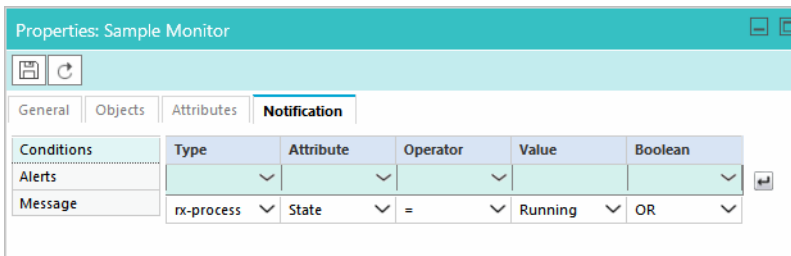 Properties: Sample Monitor
General Objects Attributes Notification
Conditions Type Attribute Operator Value Boolean
Alerts
Message rx-process State = Running OR